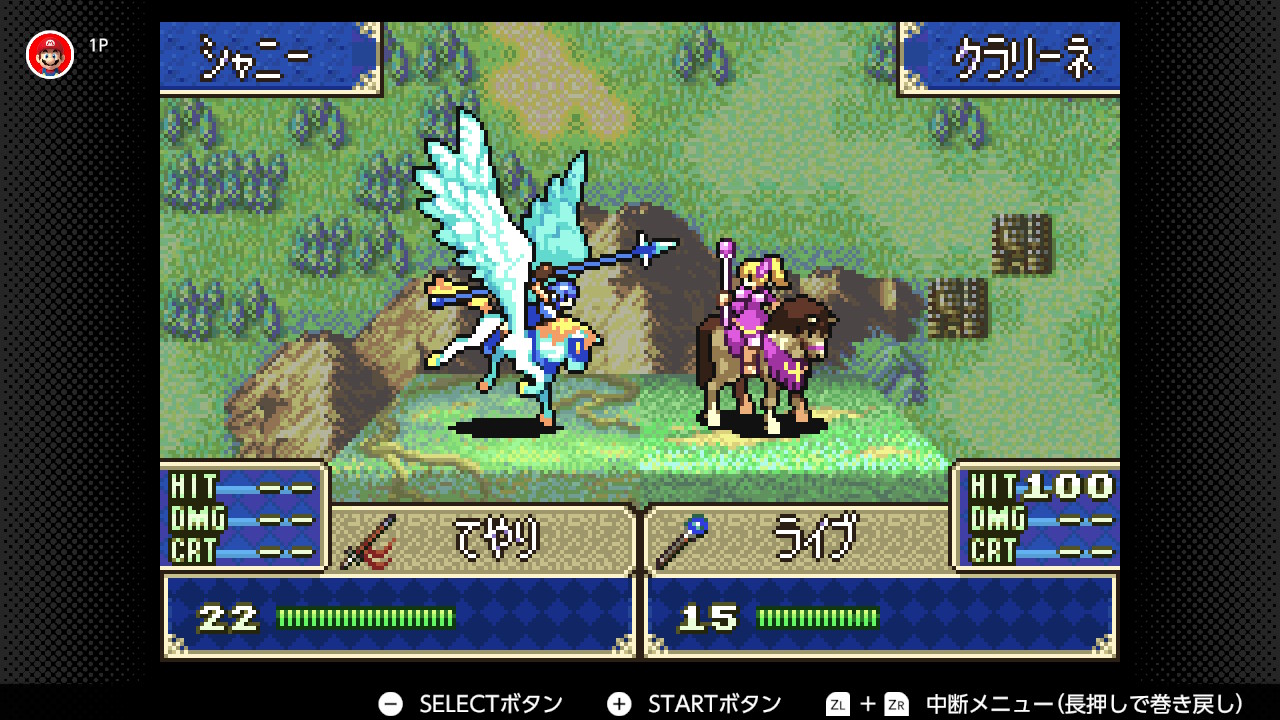 1P
シャニー
クラリーネ
HIT --
DMG --
CRT --
HIT 100
DMG --
CRT --
てやり
ライブ
22
15
SELECTボタン
STARTボタン
ZL + ZR 中断メニュー(長押しで巻き戻し)